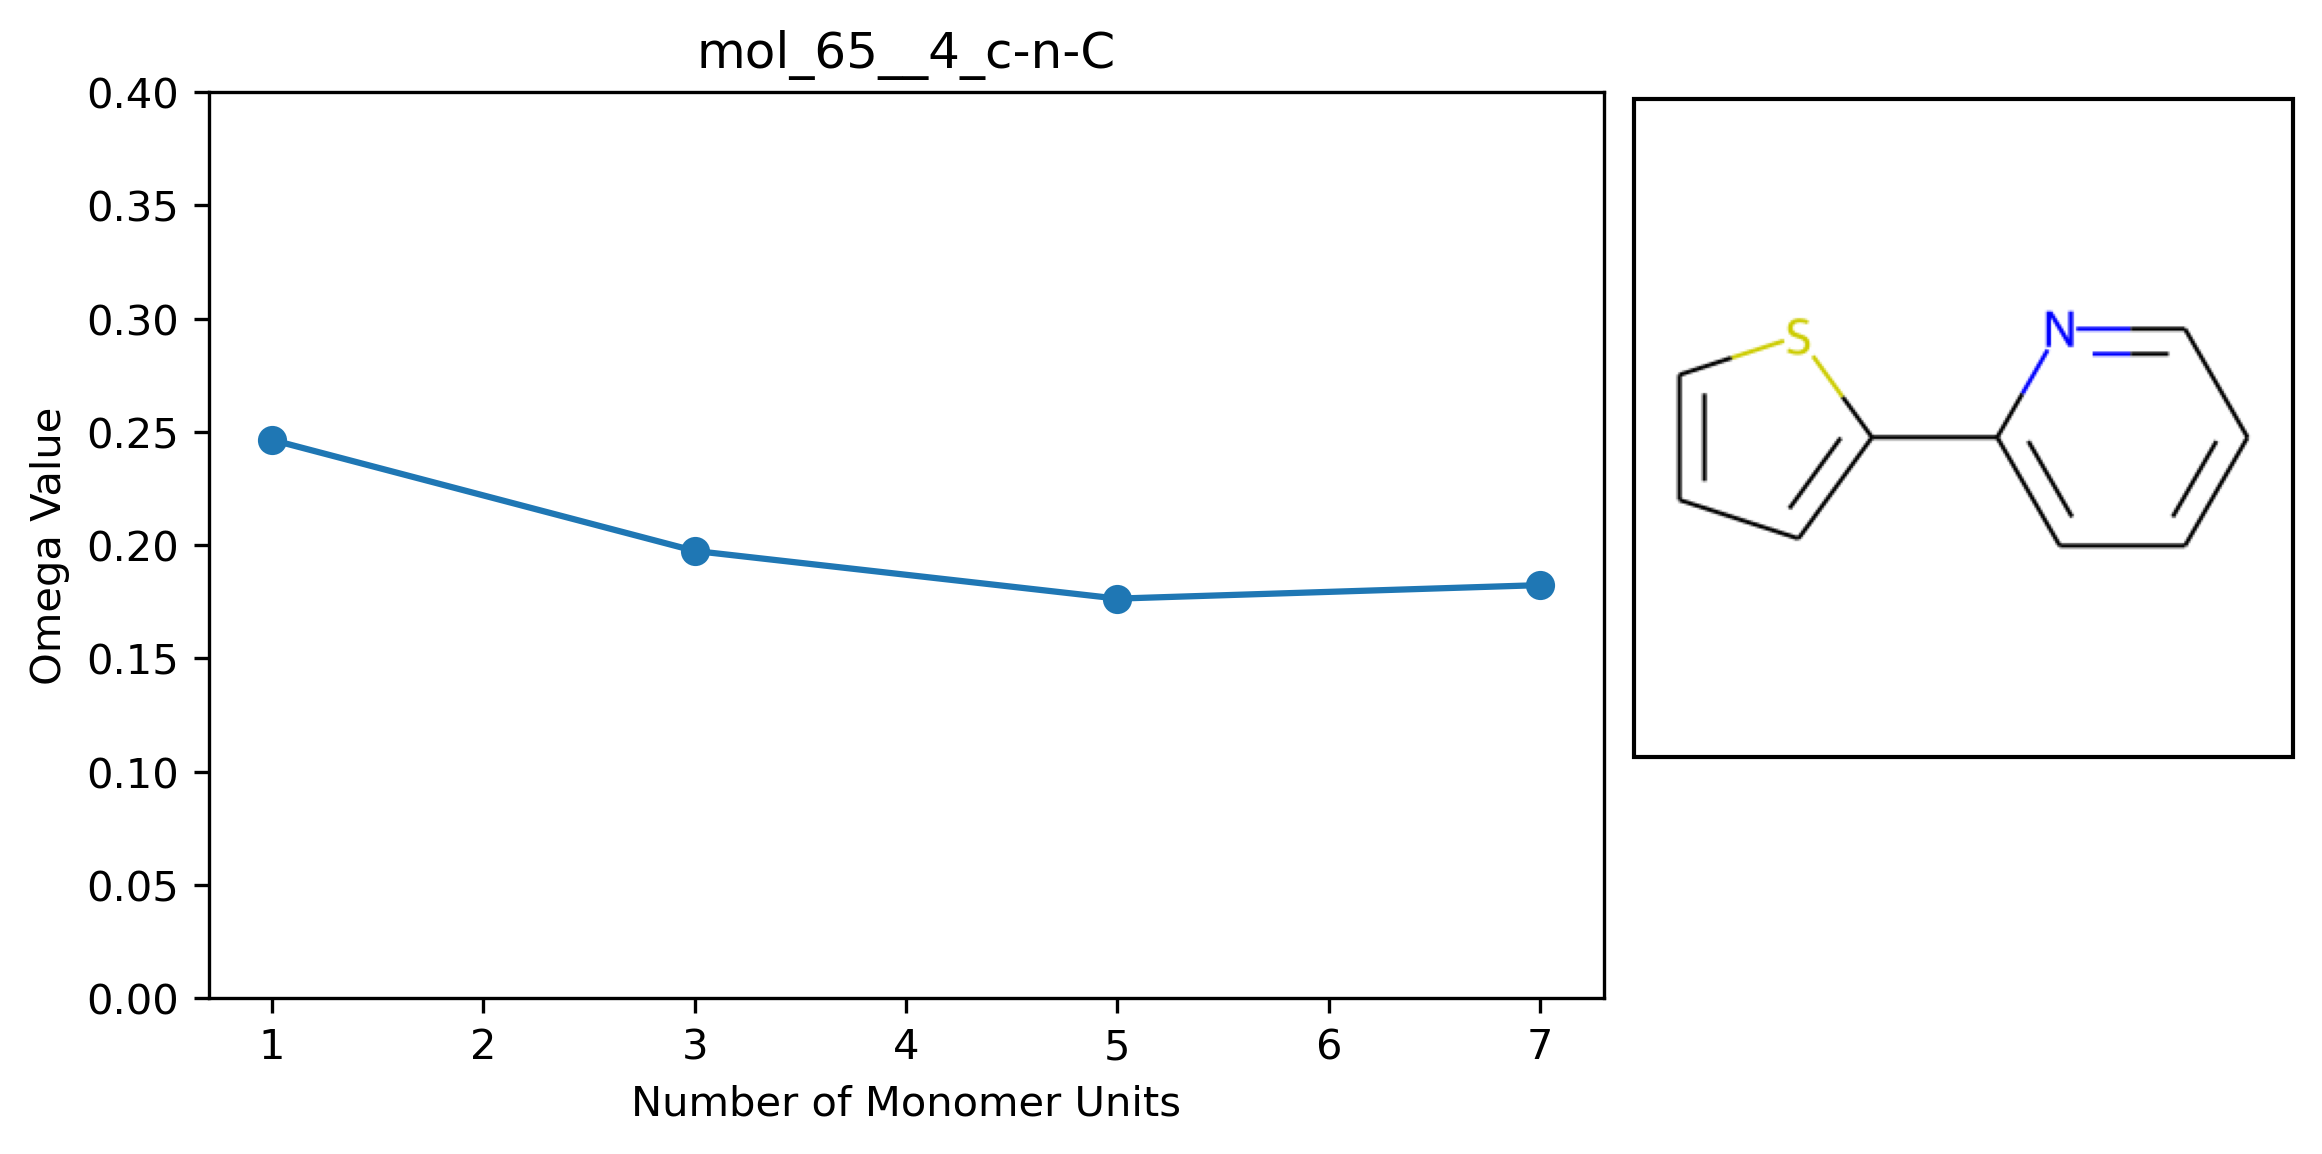 mol_65__4_c-n-C
0.40
0.35
0.30
0.25
0.20
0.15
0.10
0.05
0.00
Omega Value
1 2 3 4 5 6 7
Number of Monomer Units
S
N